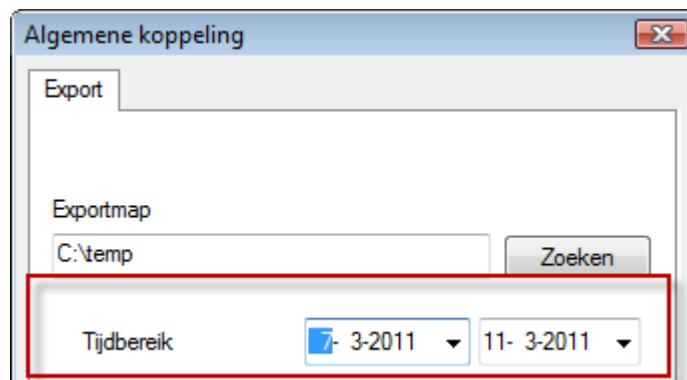 Algemene koppeling
Export
Exportmap
C:\temp
Zoeken
Tijdbereik 7- 3-2011 11- 3-2011